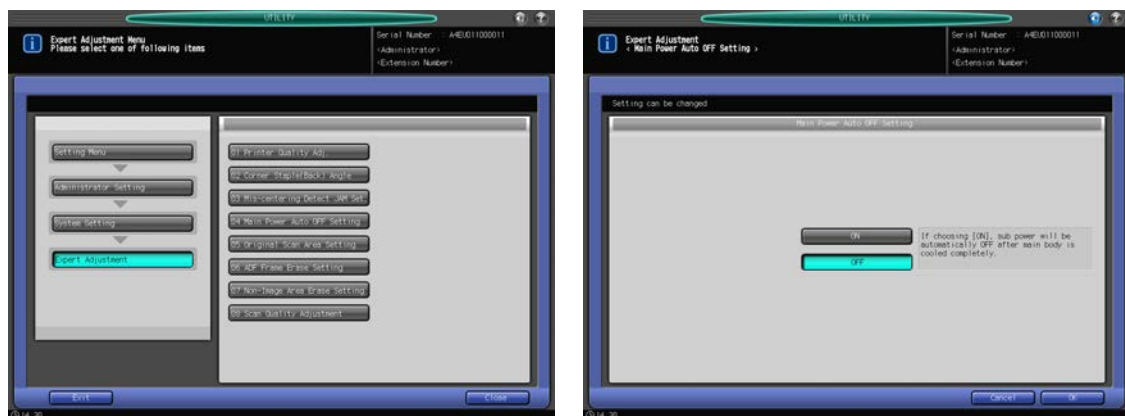 UTILITY
Expert Adjustment Menu
Please select one of following items
Serial Number : A4EU011000011
<Administrator>
<Extension Number>
Setting Menu
Administrator Setting
System Setting
Expert Adjustment
01 Printer Quality Adj.
02 Corner Staple(Back) Angle
03 Mis-centering Detect JAM Set.
04 Main Power Auto OFF Setting
05 Original Scan Area Setting
06 ADF Frame Erase Setting
07 Non-Image Area Erase Setting
08 Scan Quality Adjustment
Exit
Close
14:30
UTILITY
Expert Adjustment
< Main Power Auto OFF Setting >
Serial Number : A4EU011000011
<Administrator>
<Extension Number>
Setting can be changed
Main Power Auto OFF Setting
ON
OFF
If choosing [ON], sub power will be
automatically OFF after main body is
cooled completely.
Cancel
OK
14:30